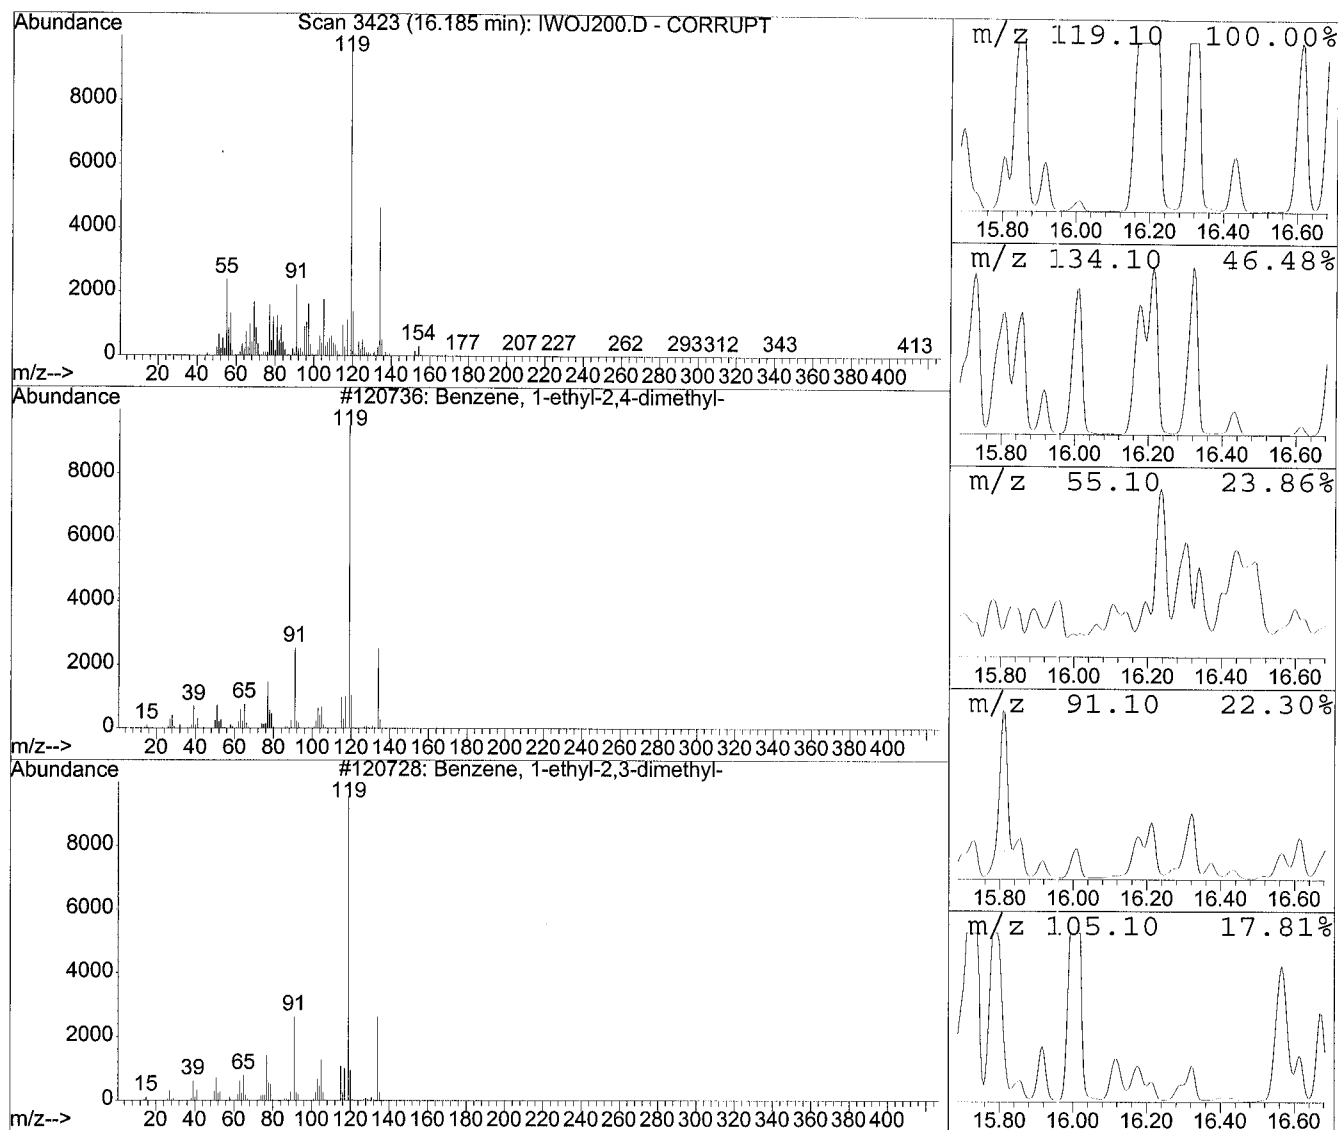 Abundance Scan 3423 (16.185 min): IWOJ200.D - CORRUPT
119
8000
6000
4000
2000
0
55
91
154
177
207
227
262
293
312
343
413
m/z--> 20 40 60 80 100 120 140 160 180 200 220 240 260 280 300 320 340 360 380 400
Abundance #120736: Benzene, 1-ethyl-2,4-dimethyl-
119
8000
6000
4000
2000
0
15
39
65
91
m/z--> 20 40 60 80 100 120 140 160 180 200 220 240 260 280 300 320 340 360 380 400
Abundance #120728: Benzene, 1-ethyl-2,3-dimethyl-
119
8000
6000
4000
2000
0
15
39
65
91
m/z--> 20 40 60 80 100 120 140 160 180 200 220 240 260 280 300 320 340 360 380 400
m/z 119.10 100.00%
15.80 16.00 16.20 16.40 16.60
m/z 134.10 46.48%
15.80 16.00 16.20 16.40 16.60
m/z 55.10 23.86%
15.80 16.00 16.20 16.40 16.60
m/z 91.10 22.30%
15.80 16.00 16.20 16.40 16.60
m/z 105.10 17.81%
15.80 16.00 16.20 16.40 16.60